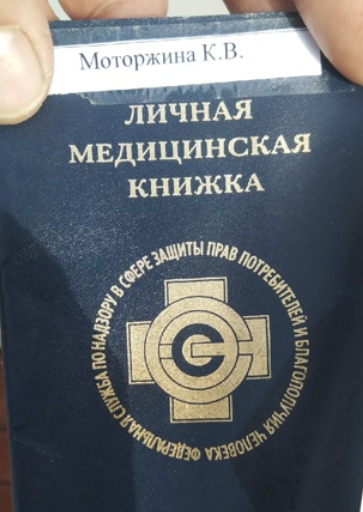 Моторжина К.В.
ЛИЧНАЯ
МЕДИЦИНСКАЯ
КНИЖКА
ФЕДЕРАЛЬНАЯ СЛУЖБА ПО НАДЗОРУ В СФЕРЕ ЗАЩИТЫ ПРАВ ПОТРЕБИТЕЛЕЙ И БЛАГОПОЛУЧИЯ ЧЕЛОВЕКА